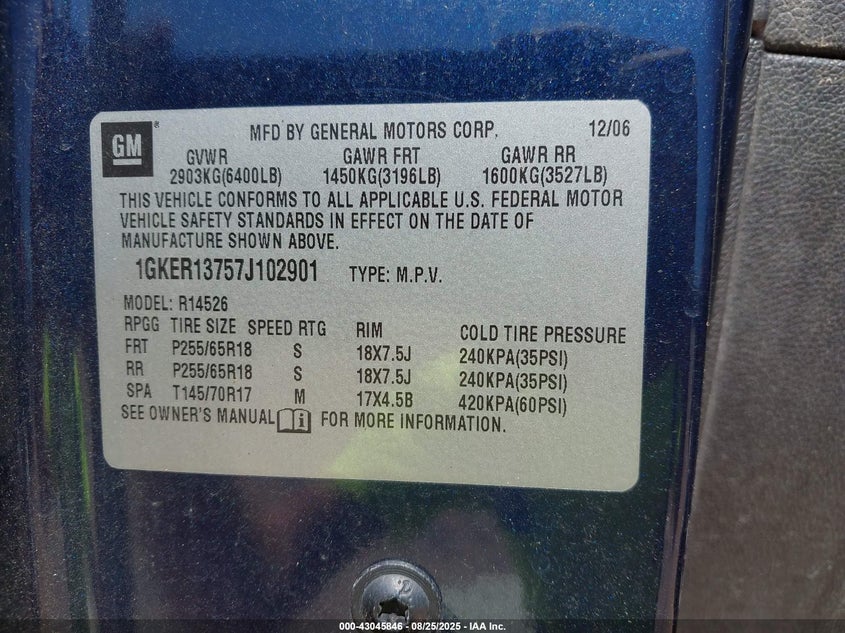 GM ® MFD BY GENERAL MOTORS CORP. 12/06
GVWR GAWR FRT GAWR RR
2903KG(6400LB) 1450KG(3196LB) 1600KG(3527LB)
THIS VEHICLE CONFORMS TO ALL APPLICABLE U.S. FEDERAL MOTOR
VEHICLE SAFETY STANDARDS IN EFFECT ON THE DATE OF
MANUFACTURE SHOWN ABOVE.
1GKER13757J102901 TYPE: M.P.V.
MODEL: R14526
RPGG TIRE SIZE SPEED RTG RIM COLD TIRE PRESSURE
FRT P255/65R18 S 18X7.5J 240KPA(35PSI)
RR P255/65R18 S 18X7.5J 240KPA(35PSI)
SPA T145/70R17 M 17X4.5B 420KPA(60PSI)
SEE OWNER'S MANUAL i FOR MORE INFORMATION.
2
000-43045846 - 08/25/2025 - IAA Inc.